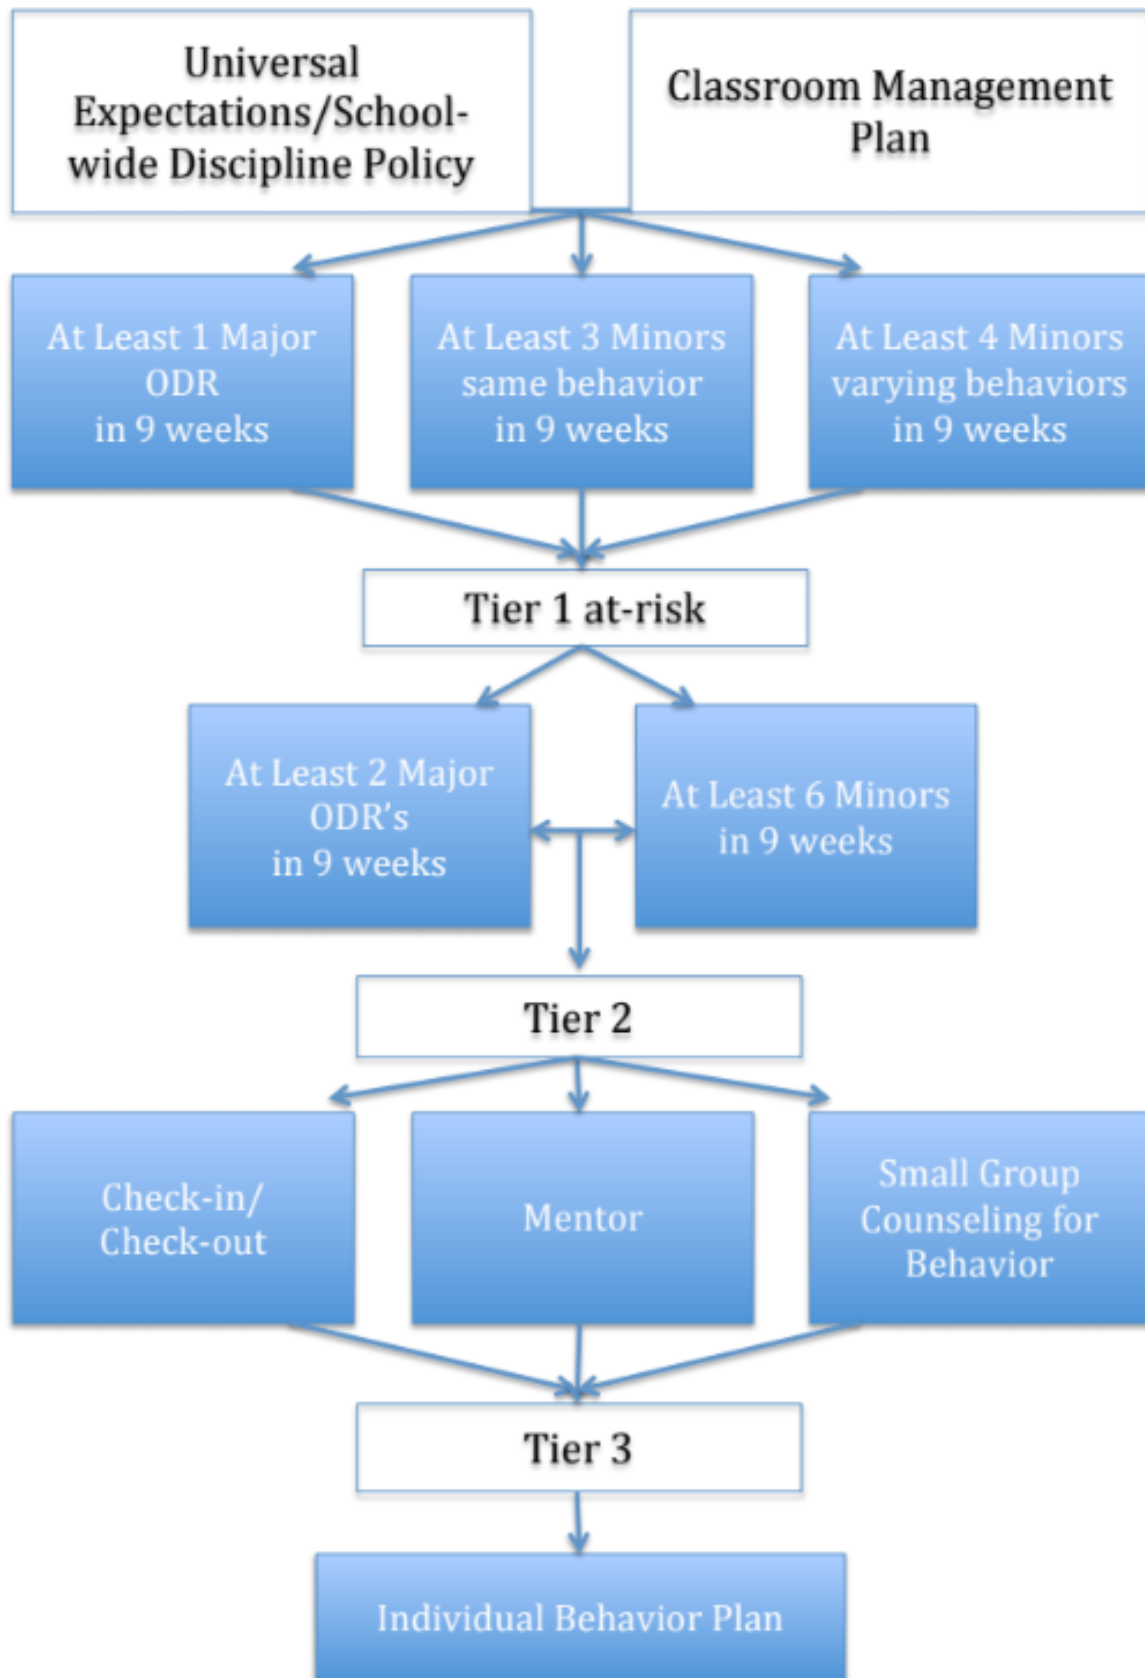 Universal
Expectations/School-
wide Discipline Policy
Classroom Management
Plan
At Least 1 Major
ODR
in 9 weeks
At Least 3 Minors
same behavior
in 9 weeks
At Least 4 Minors
varying behaviors
in 9 weeks
Tier 1 at-risk
At Least 2 Major
ODR's
in 9 weeks
At Least 6 Minors
in 9 weeks
Tier 2
Check-in/
Check-out
Mentor
Small Group
Counseling for
Behavior
Tier 3
Individual Behavior Plan